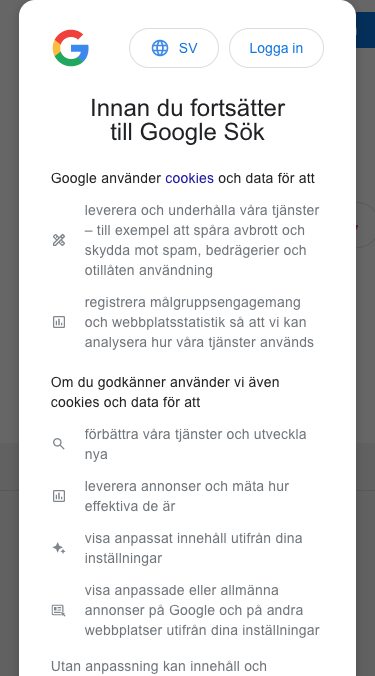 SV
Logga in
Innan du fortsätter
till Google Sök
Google använder cookies och data för att
leverera och underhålla våra tjänster
– till exempel att spåra avbrott och
skydda mot spam, bedrägerier och
otillåten användning
registrera målgruppsengagemang
och webbplatsstatistik så att vi kan
analysera hur våra tjänster används
Om du godkänner använder vi även
cookies och data för att
förbättra våra tjänster och utveckla
nya
leverera annonser och mäta hur
effektiva de är
visa anpassat innehåll utifrån dina
inställningar
visa anpassade eller allmänna
annonser på Google och på andra
webbplatser utifrån dina inställningar
Utan anpassning kan innehåll och